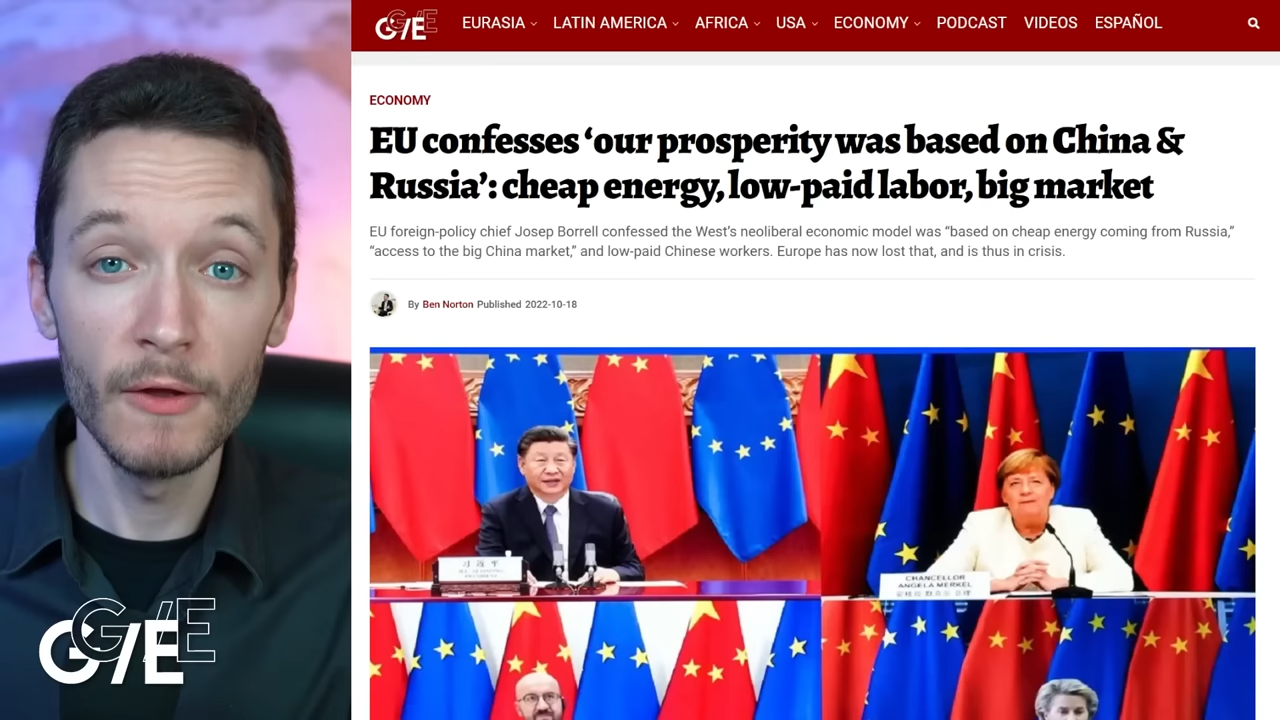 G/E
EURASIA LATIN AMERICA AFRICA USA ECONOMY PODCAST VIDEOS ESPAÑOL
ECONOMY
EU confesses ‘our prosperity was based on China &
Russia’: cheap energy, low-paid labor, big market
EU foreign-policy chief Josep Borrell confessed the West’s neoliberal economic model was “based on cheap energy coming from Russia,”
“access to the big China market,” and low-paid Chinese workers. Europe has now lost that, and is thus in crisis.
By Ben Norton Published 2022-10-18
习近平
CHANCELLOR
ANGELA MERKEL
G/E